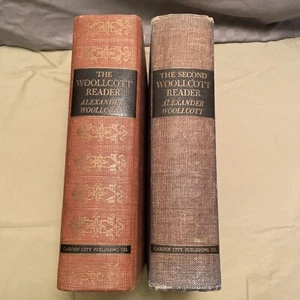 THE
WOOLLCOTT
READER
ALEXANDER
WOOLLCOTT
GARDEN CITY PUBLISHING CO.
THE SECOND
WOOLLCOTT
READER
ALEXANDER
WOOLLCOTT
GARDEN CITY PUBLISHING CO.